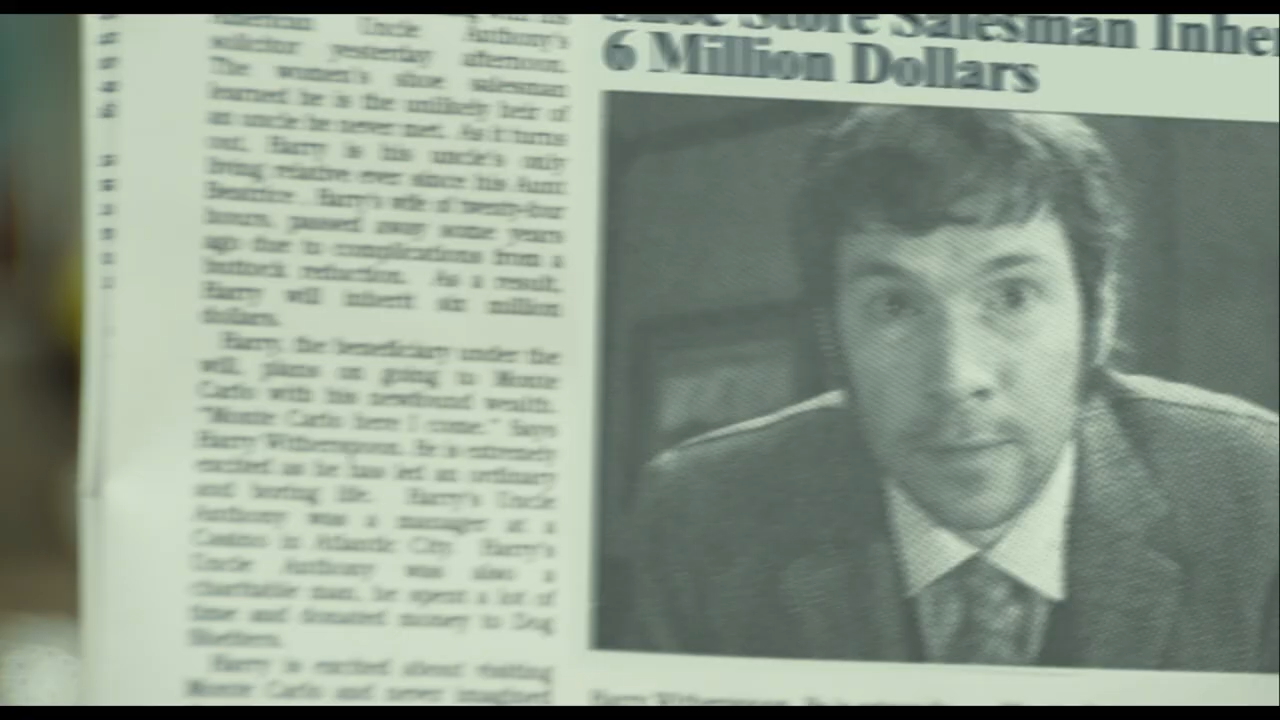 American Uncle Anthony's
solicitor yesterday afternoon.
The women's shoe salesman
learned he is the unlikely heir of
an uncle he never met. As it turns
out, Harry is his uncle's only
living relative ever since his Aunt
Beatrice, Harry's wife of twenty-four
hours, passed away some years
ago due to complications from a
buttock reduction. As a result,
Harry will inherit six million
dollars.
Harry, the beneficiary under the
will, plans on going to Monte
Carlo with his newfound wealth.
"Monte Carlo here I come." Says
Harry Witherspoon, he is extremely
excited as he has led an ordinary
and boring life. Harry's Uncle
Anthony was a manager at a
Casino in Atlantic City. Harry's
Uncle Anthony was also a
charitable man, he spent a lot of
time and donated money to Dog
Shelters.
Harry is excited about visiting
Monte Carlo and never imagined
Shoe Store Salesman Inher
6 Million Dollars
Harry Witherspoon,